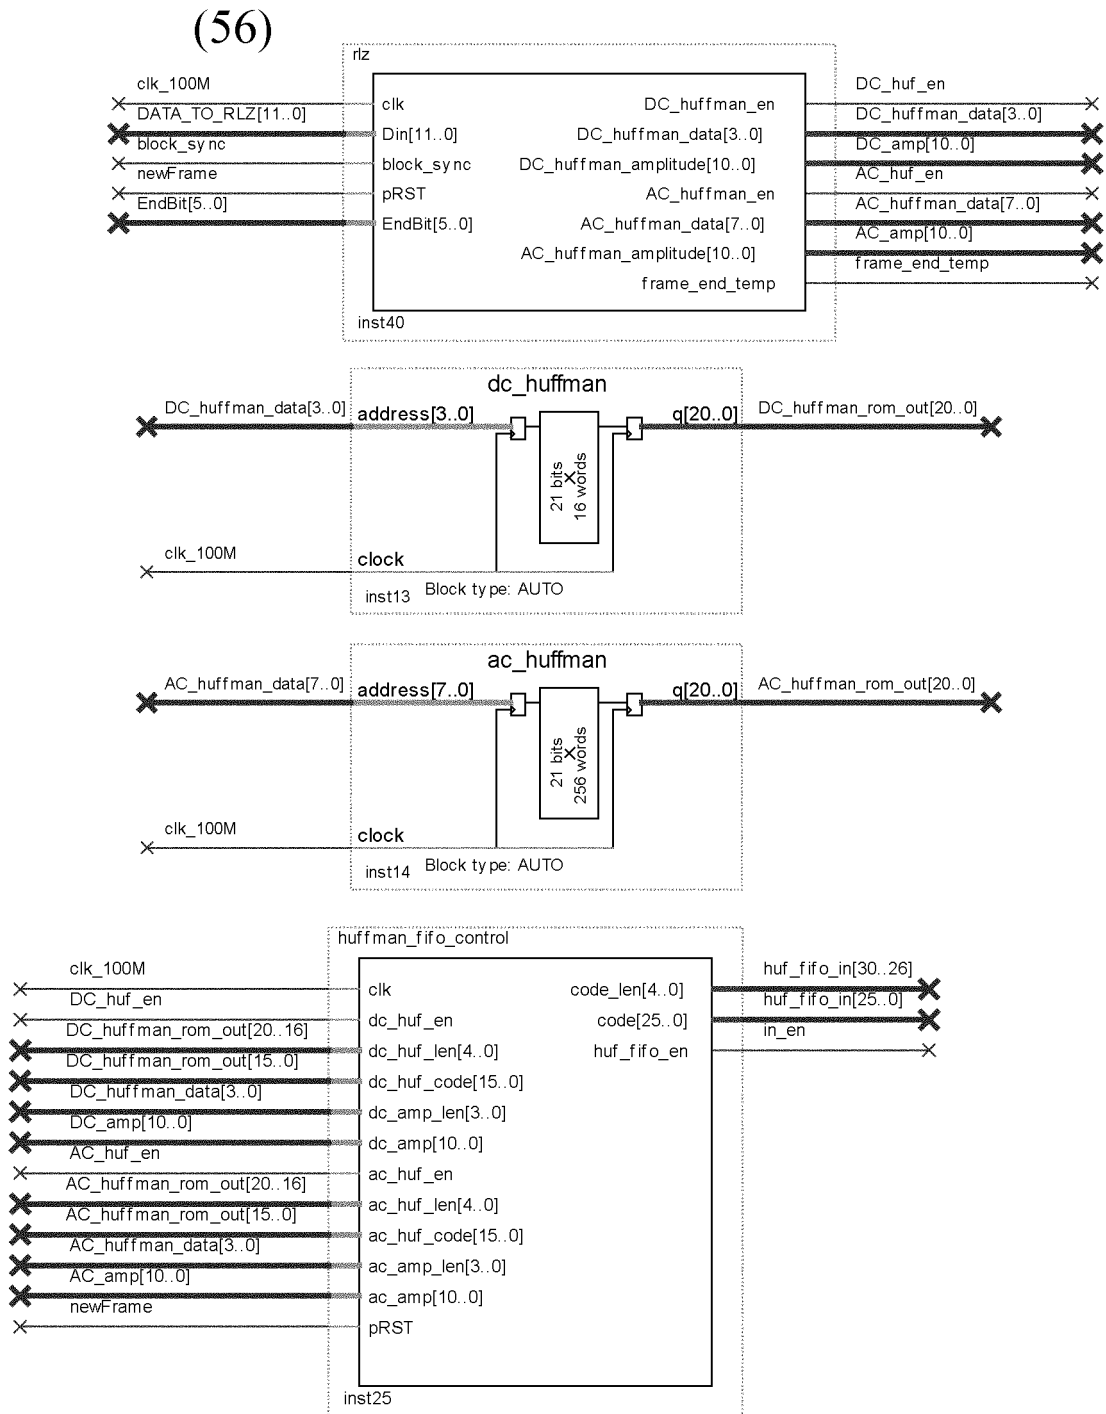 (56)
rlz
clk_100M
DATA_TO_RLZ[11..0]
block_sync
newFrame
EndBit[5..0]
clk
Din[11..0]
block_sync
pRST
EndBit[5..0]
DC_huffman_en
DC_huffman_data[3..0]
DC_huffman_amplitude[10..0]
AC_huffman_en
AC_huffman_data[7..0]
AC_huffman_amplitude[10..0]
frame_end_temp
DC_huf_en
DC_huffman_data[3..0]
DC_amp[10..0]
AC_huf_en
AC_huffman_data[7..0]
AC_amp[10..0]
frame_end_temp
inst40
dc_huffman
DC_huffman_data[3..0]
address[3..0]
q[20..0]
DC_huffman_rom_out[20..0]
21 bits
×
16 words
clk_100M
clock
inst13
Block type: AUTO
ac_huffman
AC_huffman_data[7..0]
address[7..0]
q[20..0]
AC_huffman_rom_out[20..0]
21 bits
×
256 words
clk_100M
clock
inst14
Block type: AUTO
huffman_fifo_control
clk_100M
DC_huf_en
DC_huffman_rom_out[20..16]
DC_huffman_rom_out[15..0]
DC_huffman_data[3..0]
DC_amp[10..0]
AC_huf_en
AC_huffman_rom_out[20..16]
AC_huffman_rom_out[15..0]
AC_huffman_data[3..0]
AC_amp[10..0]
newFrame
clk
dc_huf_en
dc_huf_len[4..0]
dc_huf_code[15..0]
dc_amp_len[3..0]
dc_amp[10..0]
ac_huf_en
ac_huf_len[4..0]
ac_huf_code[15..0]
ac_amp_len[3..0]
ac_amp[10..0]
pRST
code_len[4..0]
code[25..0]
huf_fifo_en
huf_fifo_in[30..26]
huf_fifo_in[25..0]
in_en
inst25